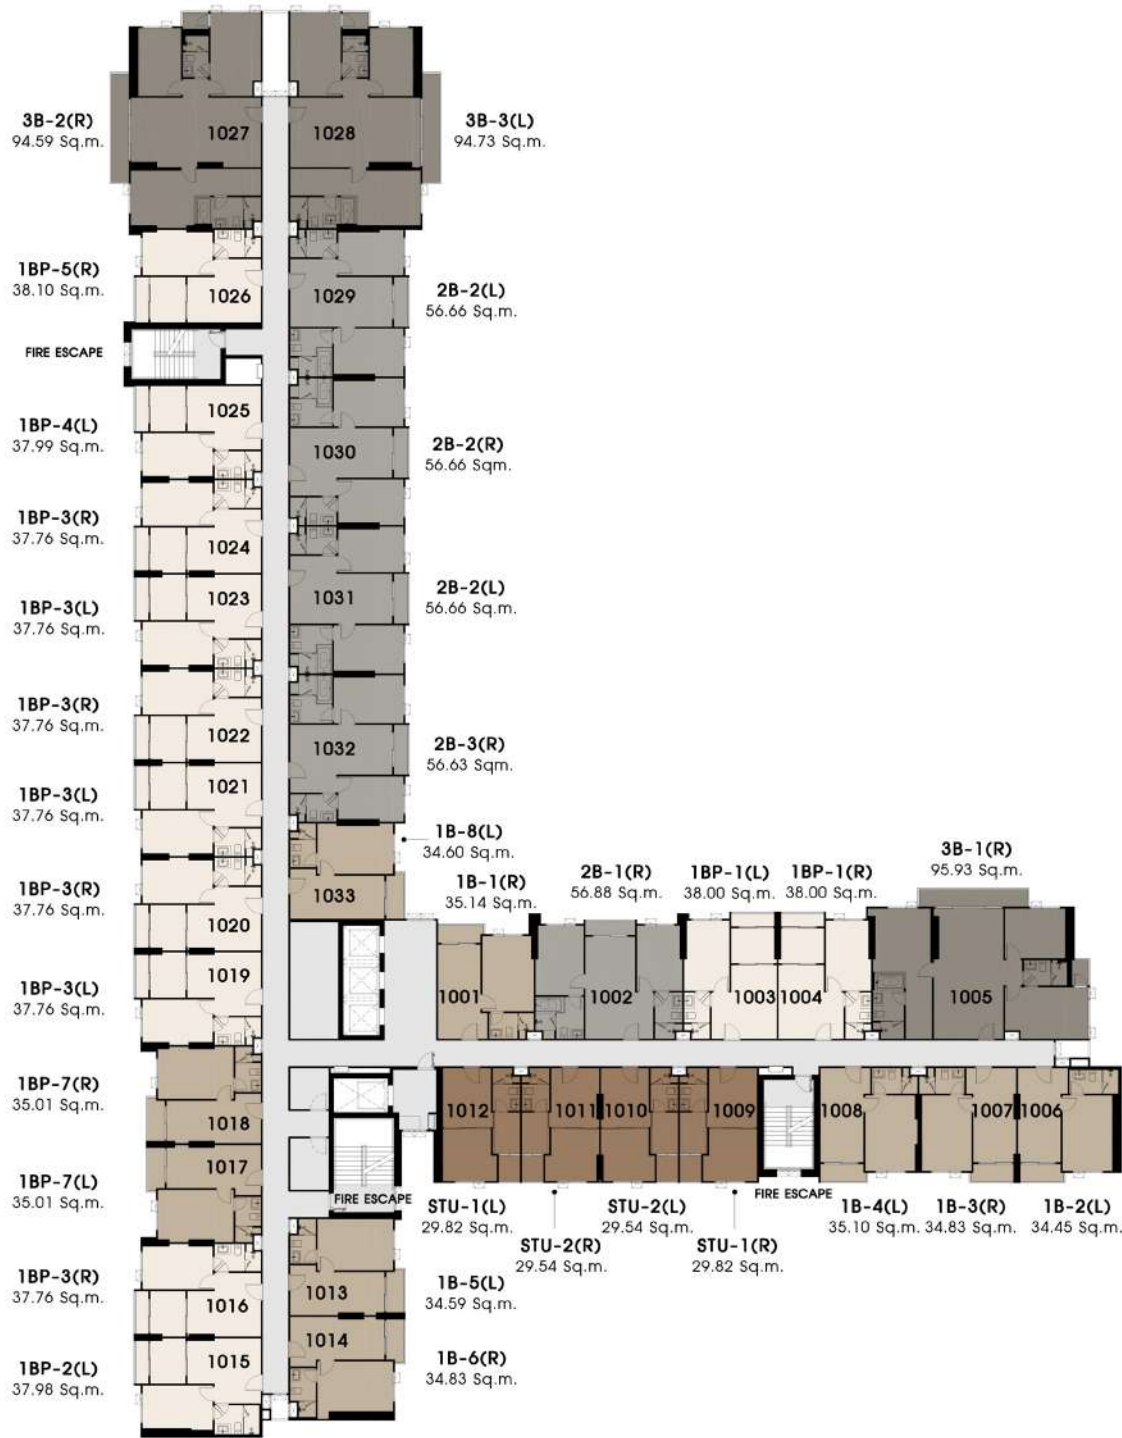 3B-2(R)
94.59 Sq.m.
1027
1028
3B-3(L)
94.73 Sq.m.
1BP-5(R)
38.10 Sq.m.
1026
1029
2B-2(L)
56.66 Sq.m.
FIRE ESCAPE
1BP-4(L)
37.99 Sq.m.
1025
1030
2B-2(R)
56.66 Sqm.
1BP-3(R)
37.76 Sq.m.
1024
1BP-3(L)
37.76 Sq.m.
1023
1031
2B-2(L)
56.66 Sq.m.
1BP-3(R)
37.76 Sq.m.
1022
1032
2B-3(R)
56.63 Sqm.
1BP-3(L)
37.76 Sq.m.
1021
1B-8(L)
34.60 Sq.m.
1033
1BP-3(R)
37.76 Sq.m.
1020
1BP-3(L)
37.76 Sq.m.
1019
1B-1(R)
35.14 Sq.m.
2B-1(R)
56.88 Sq.m.
1BP-1(L)
38.00 Sq.m.
1BP-1(R)
38.00 Sq.m.
3B-1(R)
95.93 Sq.m.
1001
1002
1003
1004
1005
1BP-7(R)
35.01 Sq.m.
1018
1BP-7(L)
35.01 Sq.m.
1017
1012
1011
1010
1009
1008
1007
1006
FIRE ESCAPE
FIRE ESCAPE
STU-1(L)
29.82 Sq.m.
STU-2(R)
29.54 Sq.m.
STU-2(L)
29.54 Sq.m.
STU-1(R)
29.82 Sq.m.
1B-4(L)
35.10 Sq.m.
1B-3(R)
34.83 Sq.m.
1B-2(L)
34.45 Sq.m.
1BP-3(R)
37.76 Sq.m.
1016
1013
1B-5(L)
34.59 Sq.m.
1BP-2(L)
37.98 Sq.m.
1015
1014
1B-6(R)
34.83 Sq.m.